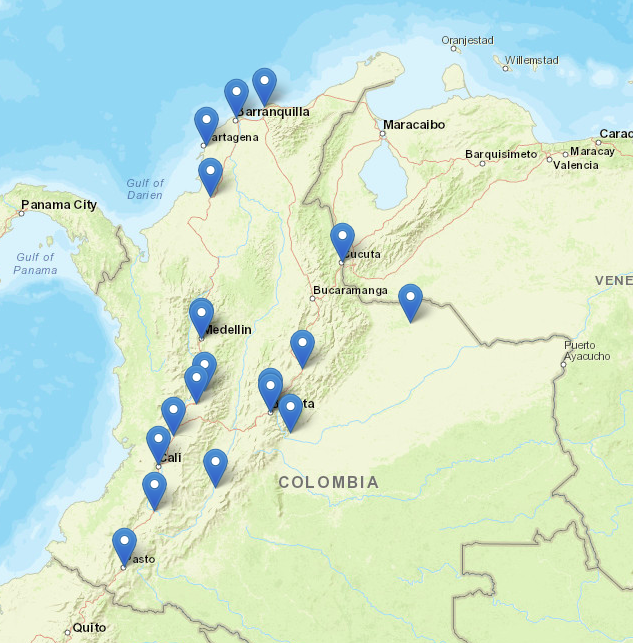 Oranjestad
Willemstad
Barranquilla
Maracaibo
Cartagena
Carac
Maracay
Barquisimeto
Valencia
Gulf of
Darien
Panama City
Gulf of
Panama
Cucuta
VENE
Bucaramanga
Medellin
Puerto
Ayacucho
Cali
COLOMBIA
Pasto
Quito